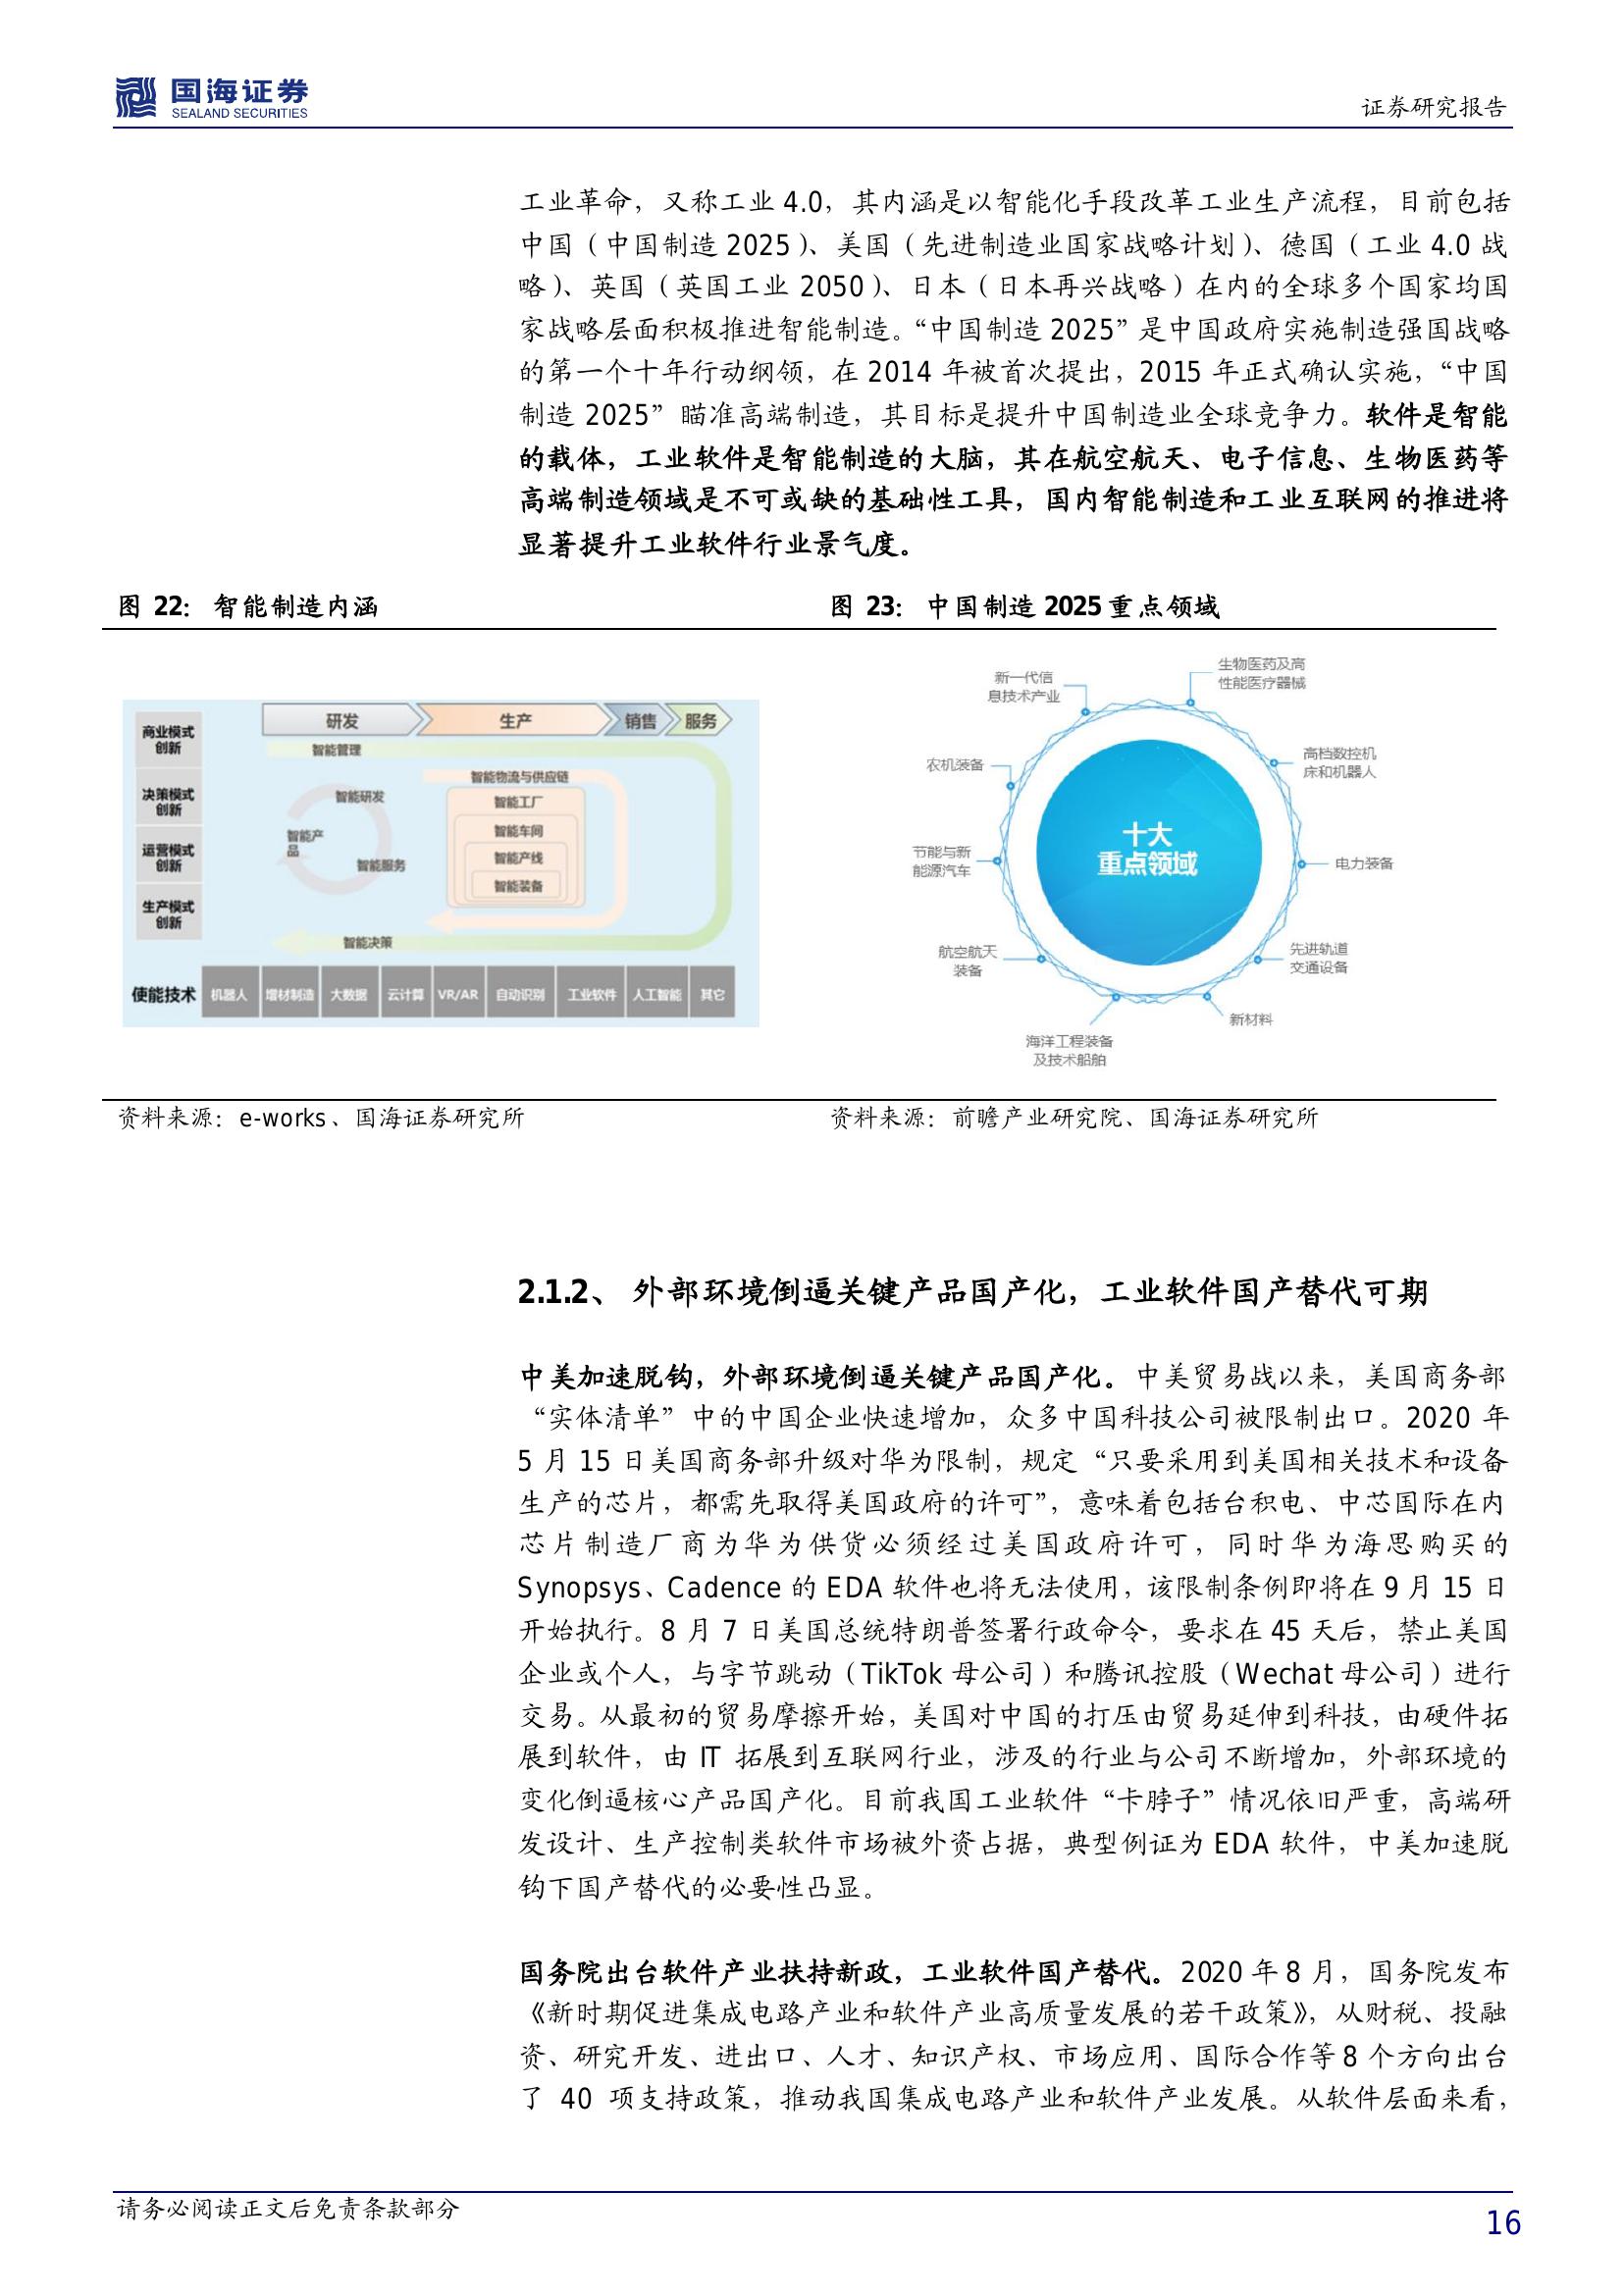 国海证券
SEALAND SECURITIES
证券研究报告
工业革命，又称工业 4.0，其内涵是以智能化手段改革工业生产流程，目前包括
中国（中国制造 2025）、美国（先进制造业国家战略计划）、德国（工业 4.0 战
略）、英国（英国工业 2050）、日本（日本再兴战略）在内的全球多个国家均国
家战略层面积极推进智能制造。“中国制造 2025”是中国政府实施制造强国战略
的第一个十年行动纲领，在 2014 年被首次提出，2015 年正式确认实施，“中国
制造 2025”瞄准高端制造，其目标是提升中国制造业全球竞争力。软件是智能
的载体，工业软件是智能制造的大脑，其在航空航天、电子信息、生物医药等
高端制造领域是不可或缺的基础性工具，国内智能制造和工业互联网的推进将
显著提升工业软件行业景气度。
图 22： 智能制造内涵
商业模式
创新
决策模式
创新
运营模式
创新
生产模式
创新
研发
生产
销售
服务
智能管理
智能物流与供应链
智能研发
智能产
品
智能服务
智能工厂
智能车间
智能产线
智能装备
智能决策
使能技术
机器人
增材制造
大数据
云计算
VR/AR
自动识别
工业软件
人工智能
其它
资料来源：e-works、国海证券研究所
图 23： 中国制造 2025 重点领域
新一代信
息技术产业
生物医药及高
性能医疗器械
农机装备
高档数控机
床和机器人
十大
重点领域
节能与新
能源汽车
电力装备
航空航天
装备
先进轨道
交通设备
新材料
海洋工程装备
及技术船舶
资料来源：前瞻产业研究院、国海证券研究所
2.1.2、 外部环境倒逼关键产品国产化，工业软件国产替代可期
中美加速脱钩，外部环境倒逼关键产品国产化。中美贸易战以来，美国商务部
“实体清单”中的中国企业快速增加，众多中国科技公司被限制出口。2020 年
5 月 15 日美国商务部升级对华为限制，规定“只要采用到美国相关技术和设备
生产的芯片，都需先取得美国政府的许可”，意味着包括台积电、中芯国际在内
芯片制造厂商为华为供货必须经过美国政府许可，同时华为海思购买的
Synopsys、Cadence 的 EDA 软件也将无法使用，该限制条例即将在 9 月 15 日
开始执行。8 月 7 日美国总统特朗普签署行政命令，要求在 45 天后，禁止美国
企业或个人，与字节跳动（TikTok 母公司）和腾讯控股（Wechat 母公司）进行
交易。从最初的贸易摩擦开始，美国对中国的打压由贸易延伸到科技，由硬件拓
展到软件，由 IT 拓展到互联网行业，涉及的行业与公司不断增加，外部环境的
变化倒逼核心产品国产化。目前我国工业软件“卡脖子”情况依旧严重，高端研
发设计、生产控制类软件市场被外资占据，典型例证为 EDA 软件，中美加速脱
钩下国产替代的必要性凸显。
国务院出台软件产业扶持新政，工业软件国产替代。2020 年 8 月，国务院发布
《新时期促进集成电路产业和软件产业高质量发展的若干政策》，从财税、投融
资、研究开发、进出口、人才、知识产权、市场应用、国际合作等 8 个方向出台
了 40 项支持政策，推动我国集成电路产业和软件产业发展。从软件层面来看，
请务必阅读正文后免责条款部分
16